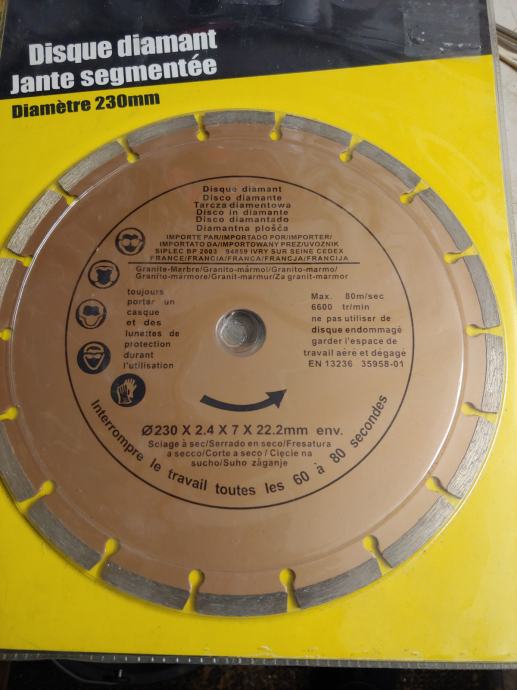 Disque diamant
Jante segmentée
Diamètre 230mm
Disque diamant
Disco diamante
Tarcza diamentowa
Disco in diamante
Disco diamantado
Diamantna plošča
IMPORTE PAR/IMPORTADO POR/IMPORTER/
IMPORTATO DA/IMPORTOWANY PREZ/UVOZNIK
SIPLEC BP 2003 94859 IVRY SUR SEINE CEDEX
FRANCE/FRANCIA/FRANCA/FRANCJA/FRANCIJA
Granite-Marbre/Granito-mármol/Granito-marmo/
Granito-marmore/Granit-marmur/Za granit-marmor
toujours
porter un
casque
et des
lunettes de
protection
durant
l'utilisation
Max. 80m/sec
6600 tr/min
ne pas utiliser de
disque endommagé
garder l'espace de
travail aéré et dégagé
EN 13236 35958-01
Ø230 X 2.4 X 7 X 22.2mm env.
Sciage à sec/Serrado en seco/Fresatura
a secco/Corte a seco / Cięcie na
sucho/Suho žāganje
Interrompre le travail toutes les 60 à 80 secondes